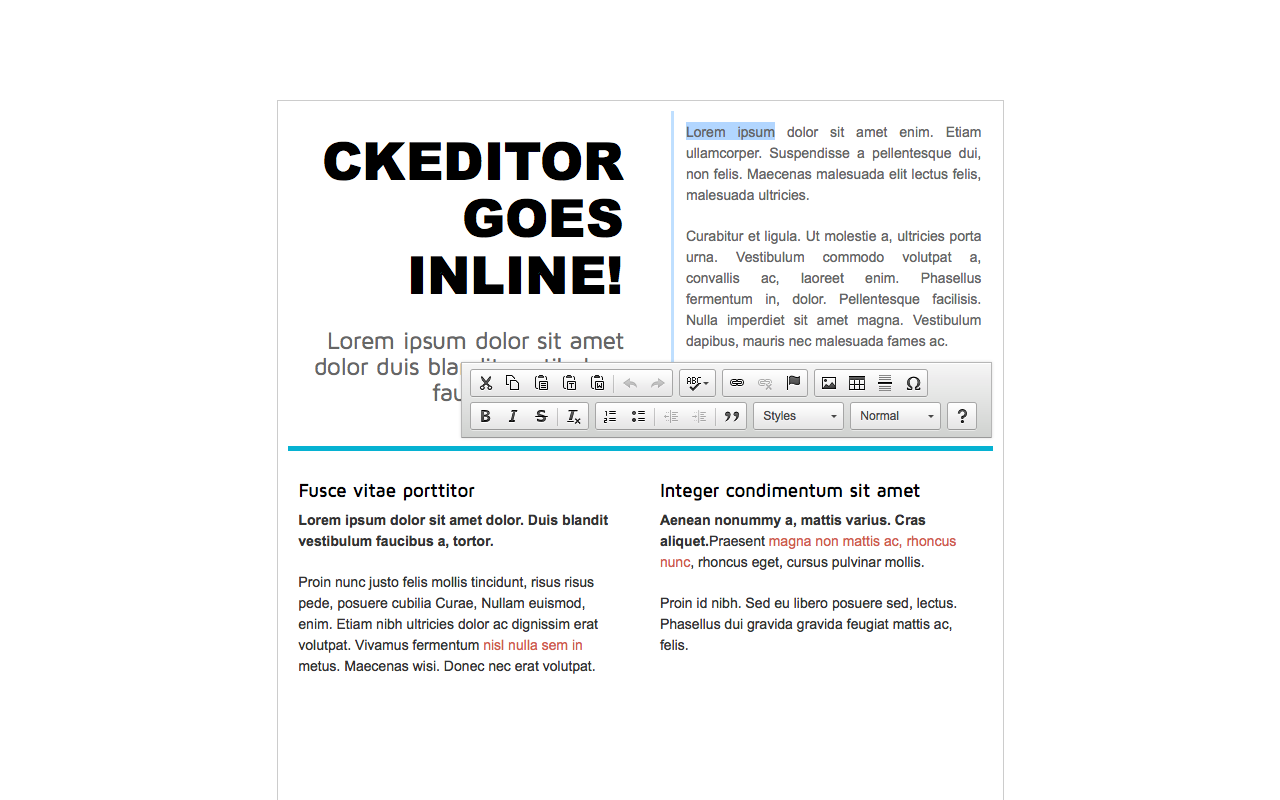 CKEDITOR
GOES
INLINE!
Lorem ipsum dolor sit amet
dolor duis
Lorem ipsum dolor sit amet enim. Etiam
ullamcorper. Suspendisse a pellentesque dui,
non felis. Maecenas malesuada elit lectus felis,
malesuada ultricies.
Curabitur et ligula. Ut molestie a, ultricies porta
urna. Vestibulum commodo volutpat a,
convallis ac, laoreet enim. Phasellus
fermentum in, dolor. Pellentesque facilisis.
Nulla imperdiet sit amet magna. Vestibulum
dapibus, mauris nec malesuada fames ac.
ABC
B I S Tx
Styles
Normal
?
Fusce vitae porttitor
Lorem ipsum dolor sit amet dolor. Duis blandit
vestibulum faucibus a, tortor.
Proin nunc justo felis mollis tincidunt, risus risus
pede, posuere cubilia Curae, Nullam euismod,
enim. Etiam nibh ultricies dolor ac dignissim erat
volutpat. Vivamus fermentum nisl nulla sem in
metus. Maecenas wisi. Donec nec erat volutpat.
Integer condimentum sit amet
Aenean nonummy a, mattis varius. Cras
aliquet.Praesent magna non mattis ac, rhoncus
nunc, rhoncus eget, cursus pulvinar mollis.
Proin id nibh. Sed eu libero posuere sed, lectus.
Phasellus dui gravida gravida feugiat mattis ac,
felis.